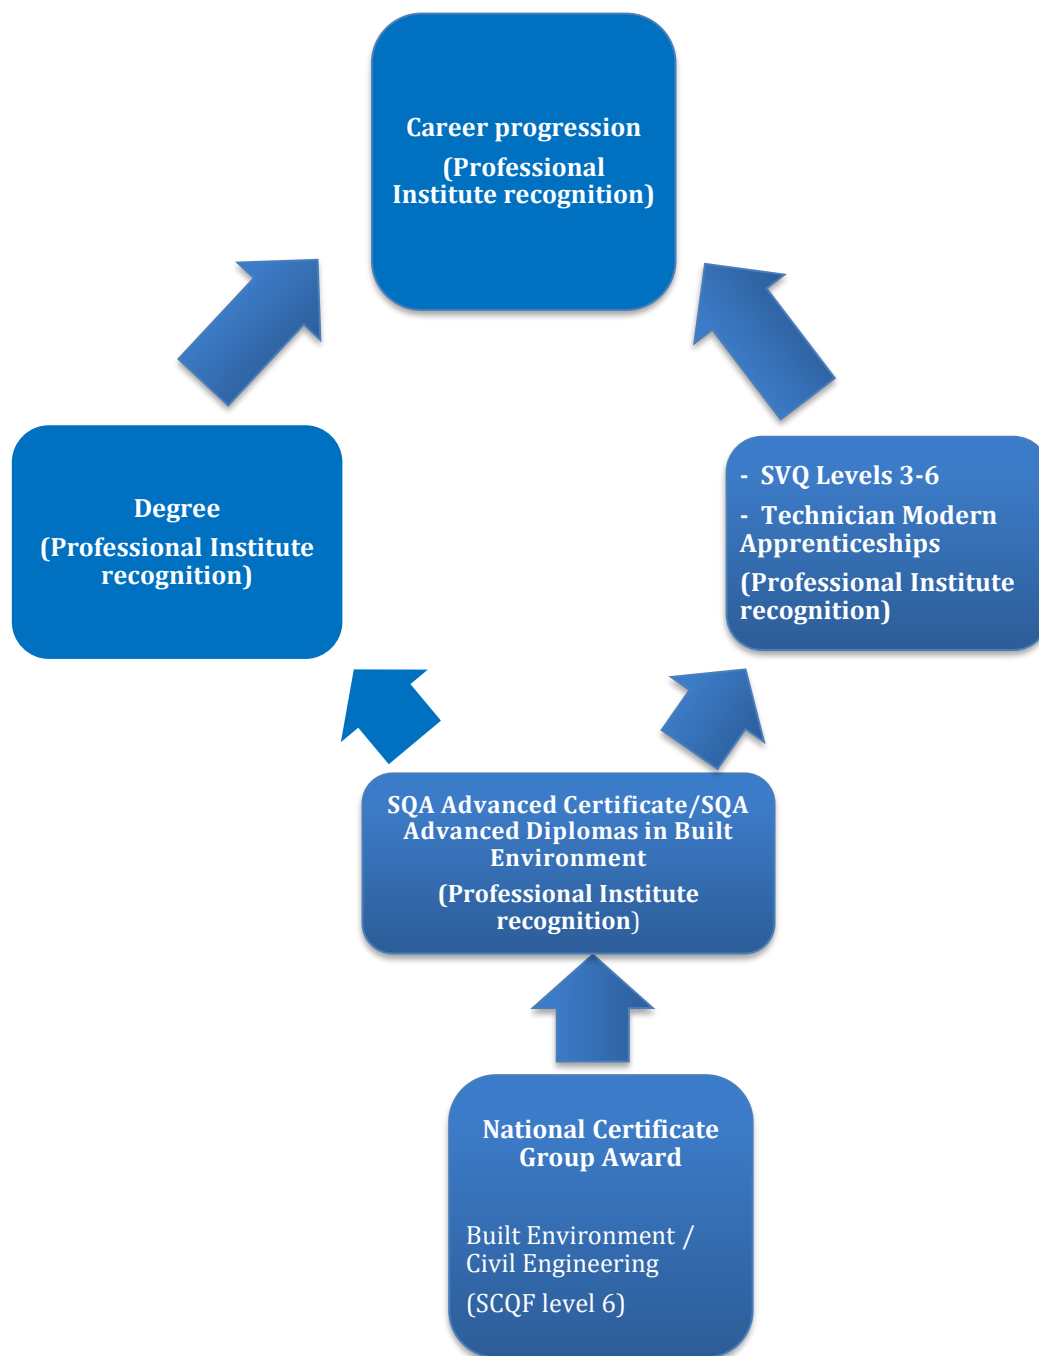 Career progression
(Professional
Institute recognition)
Degree
(Professional Institute
recognition)
- SVQ Levels 3-6
- Technician Modern
Apprenticeships
(Professional Institute
recognition)
SQA Advanced Certificate/SQA
Advanced Diplomas in Built
Environment
(Professional Institute
recognition)
National Certificate
Group Award
Built Environment /
Civil Engineering
(SCQF level 6)